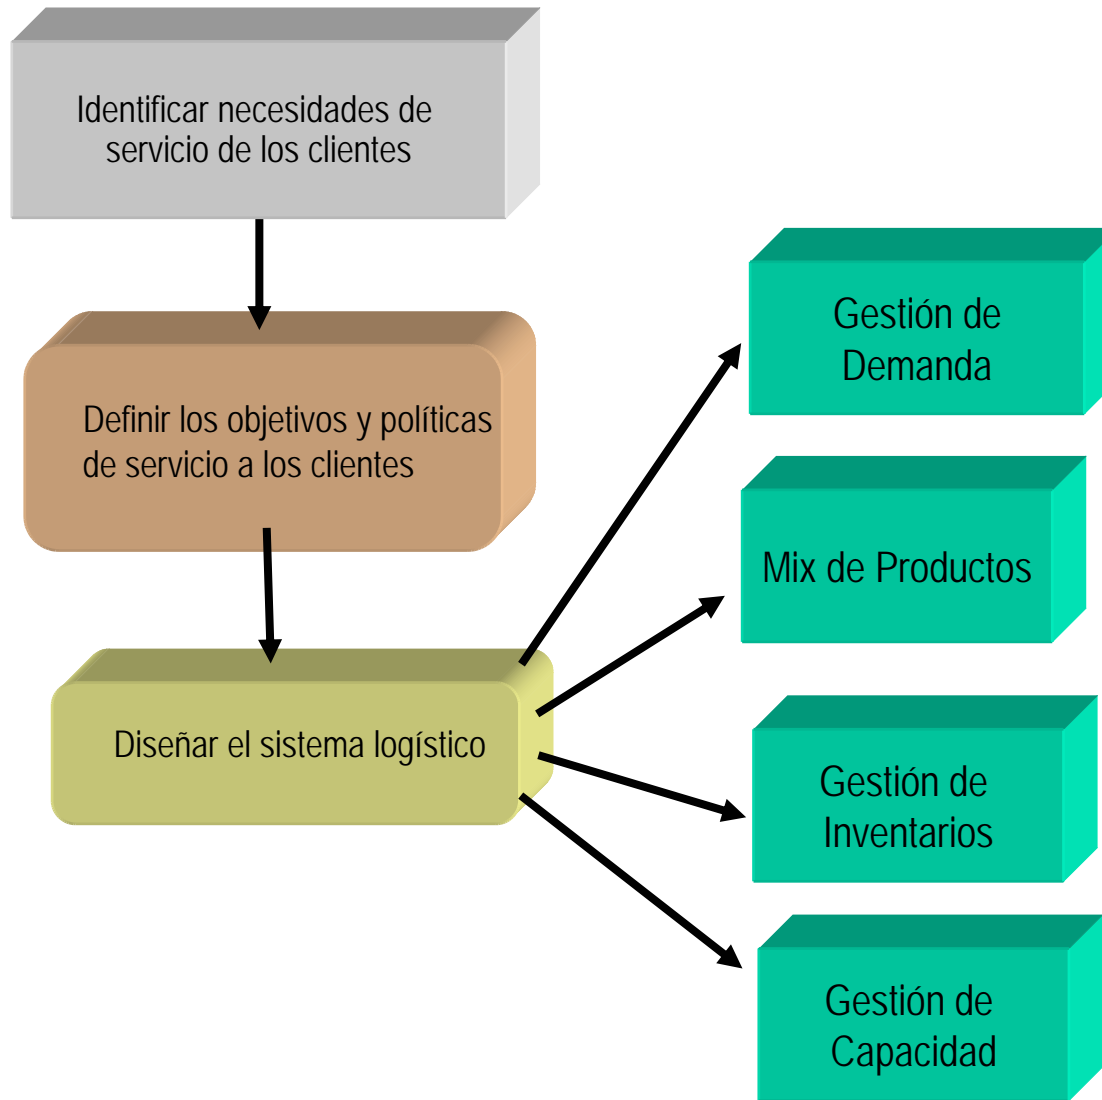 Identificar necesidades de
servicio de los clientes
Definir los objetivos y políticas
de servicio a los clientes
Diseñar el sistema logístico
Gestión de
Demanda
Mix de Productos
Gestión de
Inventarios
Gestión de
Capacidad